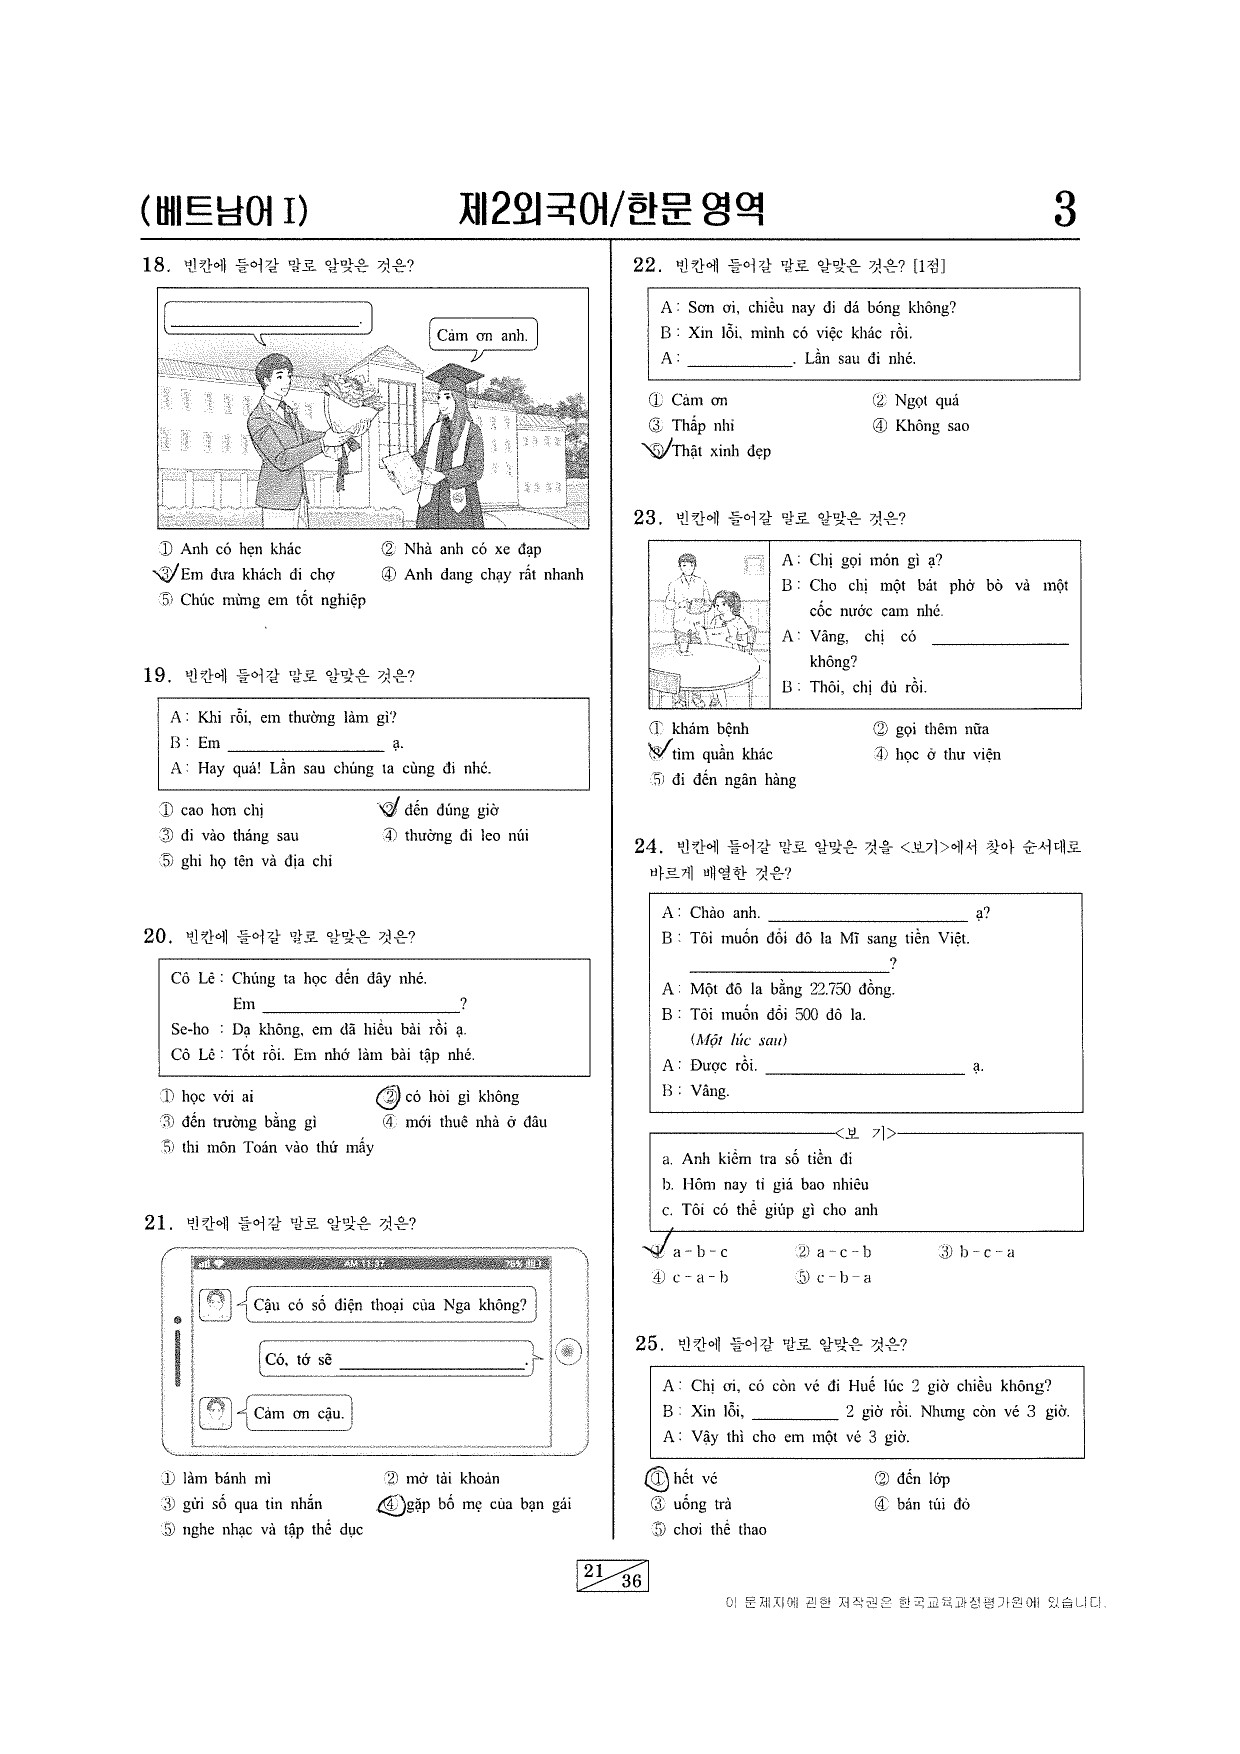 (베트남어 I)
제2외국어/한문 영역
3
18. 빈칸에 들어갈 말로 알맞은 것은?
____________________.
Cảm ơn anh.
① Anh có hẹn khác ② Nhà anh có xe đạp
③ Em đưa khách đi chợ ④ Anh đang chạy rất nhanh
⑤ Chúc mừng em tốt nghiệp
19. 빈칸에 들어갈 말로 알맞은 것은?
A : Khi rỗi, em thường làm gì?
B : Em ____________________ ạ.
A : Hay quá! Lần sau chúng ta cùng đi nhé.
① cao hơn chị ② đến đúng giờ
③ đi vào tháng sau ④ thường đi leo núi
⑤ ghi họ tên và địa chỉ
20. 빈칸에 들어갈 말로 알맞은 것은?
Cô Lê : Chúng ta học đến đây nhé.
Em ____________________?
Se-ho : Dạ không, em đã hiểu bài rồi ạ.
Cô Lê : Tốt rồi. Em nhớ làm bài tập nhé.
① học với ai ② có hỏi gì không
③ đến trường bằng gì ④ mới thuê nhà ở đâu
⑤ thi môn Toán vào thứ mấy
21. 빈칸에 들어갈 말로 알맞은 것은?
AM 11:37 75%
Cậu có số điện thoại của Nga không?
Có, tớ sẽ ____________________.
Cảm ơn cậu.
① làm bánh mì ② mở tài khoản
③ gửi số qua tin nhắn ④ gặp bố mẹ của bạn gái
⑤ nghe nhạc và tập thể dục
22. 빈칸에 들어갈 말로 알맞은 것은? [1점]
A : Sơn ơi, chiều nay đi đá bóng không?
B : Xin lỗi, mình có việc khác rồi.
A : ______________. Lần sau đi nhé.
① Cảm ơn ② Ngọt quá
③ Thấp nhỉ ④ Không sao
⑤ Thật xinh đẹp
23. 빈칸에 들어갈 말로 알맞은 것은?
A : Chị gọi món gì ạ?
B : Cho chị một bát phở bò và một
cốc nước cam nhé.
A : Vâng, chị có __________________
không?
B : Thôi, chị đủ rồi.
① khám bệnh ② gọi thêm nữa
③ tìm quần khác ④ học ở thư viện
⑤ đi đến ngân hàng
24. 빈칸에 들어갈 말로 알맞은 것을 <보기>에서 찾아 순서대로
바르게 배열한 것은?
A : Chào anh. ____________________ ạ?
B : Tôi muốn đổi đô la Mĩ sang tiền Việt.
____________________?
A : Một đô la bằng 22.750 đồng.
B : Tôi muốn đổi 500 đô la.
(Một lúc sau)
A : Được rồi. ____________________ ạ.
B : Vâng.
<보 기>
a. Anh kiểm tra số tiền đi
b. Hôm nay tỉ giá bao nhiêu
c. Tôi có thể giúp gì cho anh
① a - b - c ② a - c - b ③ b - c - a
④ c - a - b ⑤ c - b - a
25. 빈칸에 들어갈 말로 알맞은 것은?
A : Chị ơi, có còn vé đi Huế lúc 2 giờ chiều không?
B : Xin lỗi, ___________ 2 giờ rồi. Nhưng còn vé 3 giờ.
A : Vậy thì cho em một vé 3 giờ.
① hết vé ② đến lớp
③ uống trà ④ bán túi đỏ
⑤ chơi thể thao
21
36
이 문제지에 관한 저작권은 한국교육과정평가원에 있습니다.